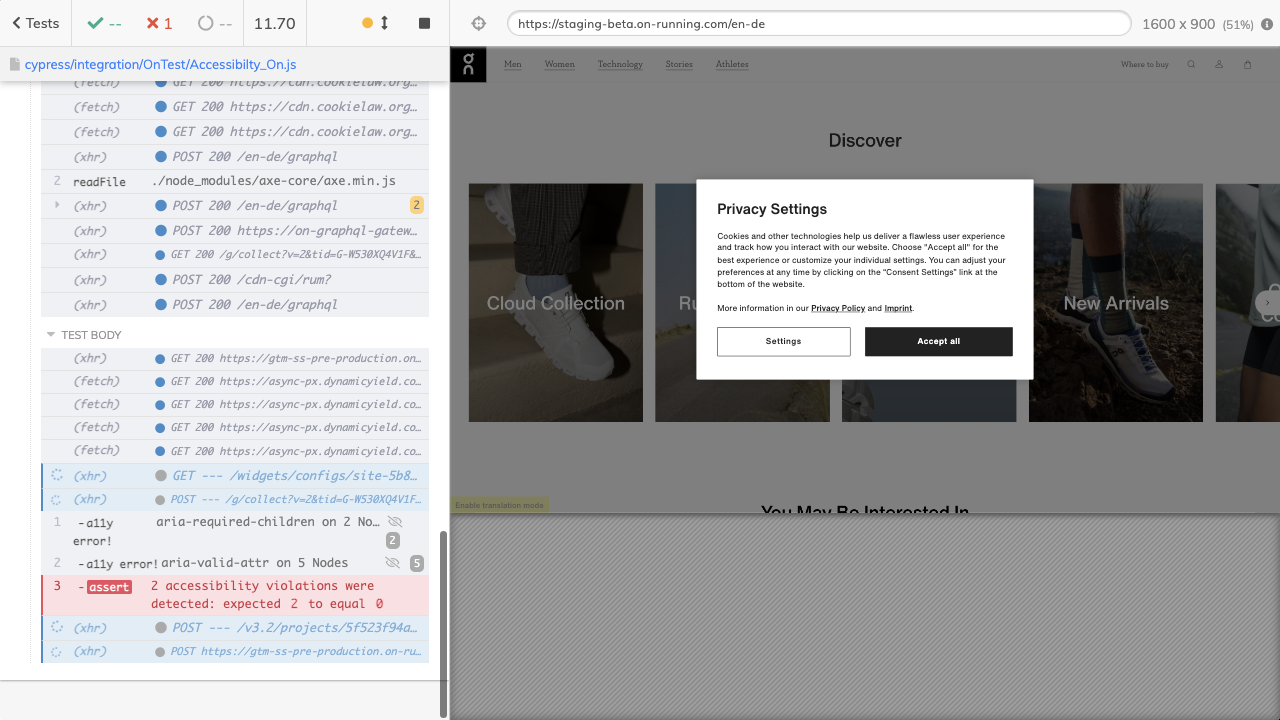 Tests
--
1
--
11.70
https://staging-beta.on-running.com/en-de
1600 x 900 (51%)
cypress/integration/OnTest/Accessibilty_On.js
(fetch) GET 200 https://cdn.cookielaw.org…
(fetch) GET 200 https://cdn.cookielaw.org…
(fetch) GET 200 https://cdn.cookielaw.org…
(xhr) POST 200 /en-de/graphql
2 readFile ./node_modules/axe-core/axe.min.js
(xhr) POST 200 /en-de/graphql 2
(xhr) POST 200 https://on-graphql-gatew…
(xhr) GET 200 /g/collect?v=2&tid=G-W530XQ4V1F&…
(xhr) POST 200 /cdn-cgi/rum?
(xhr) POST 200 /en-de/graphql
TEST BODY
(xhr) GET 200 https://gtm-ss-pre-production.on…
(fetch) GET 200 https://async-px.dynamicyield.co…
(fetch) GET 200 https://async-px.dynamicyield.co…
(fetch) GET 200 https://async-px.dynamicyield.co…
(fetch) GET 200 https://async-px.dynamicyield.co…
(xhr) GET --- /widgets/configs/site-5b8…
(xhr) POST --- /g/collect?v=2&tid=G-W530XQ4V1F…
1 -a11y aria-required-children on 2 No…
error! 2
2 -a11y error! aria-valid-attr on 5 Nodes 5
3 -assert 2 accessibility violations were
detected: expected 2 to equal 0
(xhr) POST --- /v3.2/projects/5f523f94a…
(xhr) POST https://gtm-ss-pre-production.on-ru…
Men Women Technology Stories Athletes Where to buy
Discover
Cloud Collection
Ru
New Arrivals
Privacy Settings
Cookies and other technologies help us deliver a flawless user experience
and track how you interact with our website. Choose "Accept all" for the
best experience or customize your individual settings. You can adjust your
preferences at any time by clicking on the "Consent Settings" link at the
bottom of the website.
More information in our Privacy Policy and Imprint.
Settings Accept all
Enable translation mode
You May Be Interested In